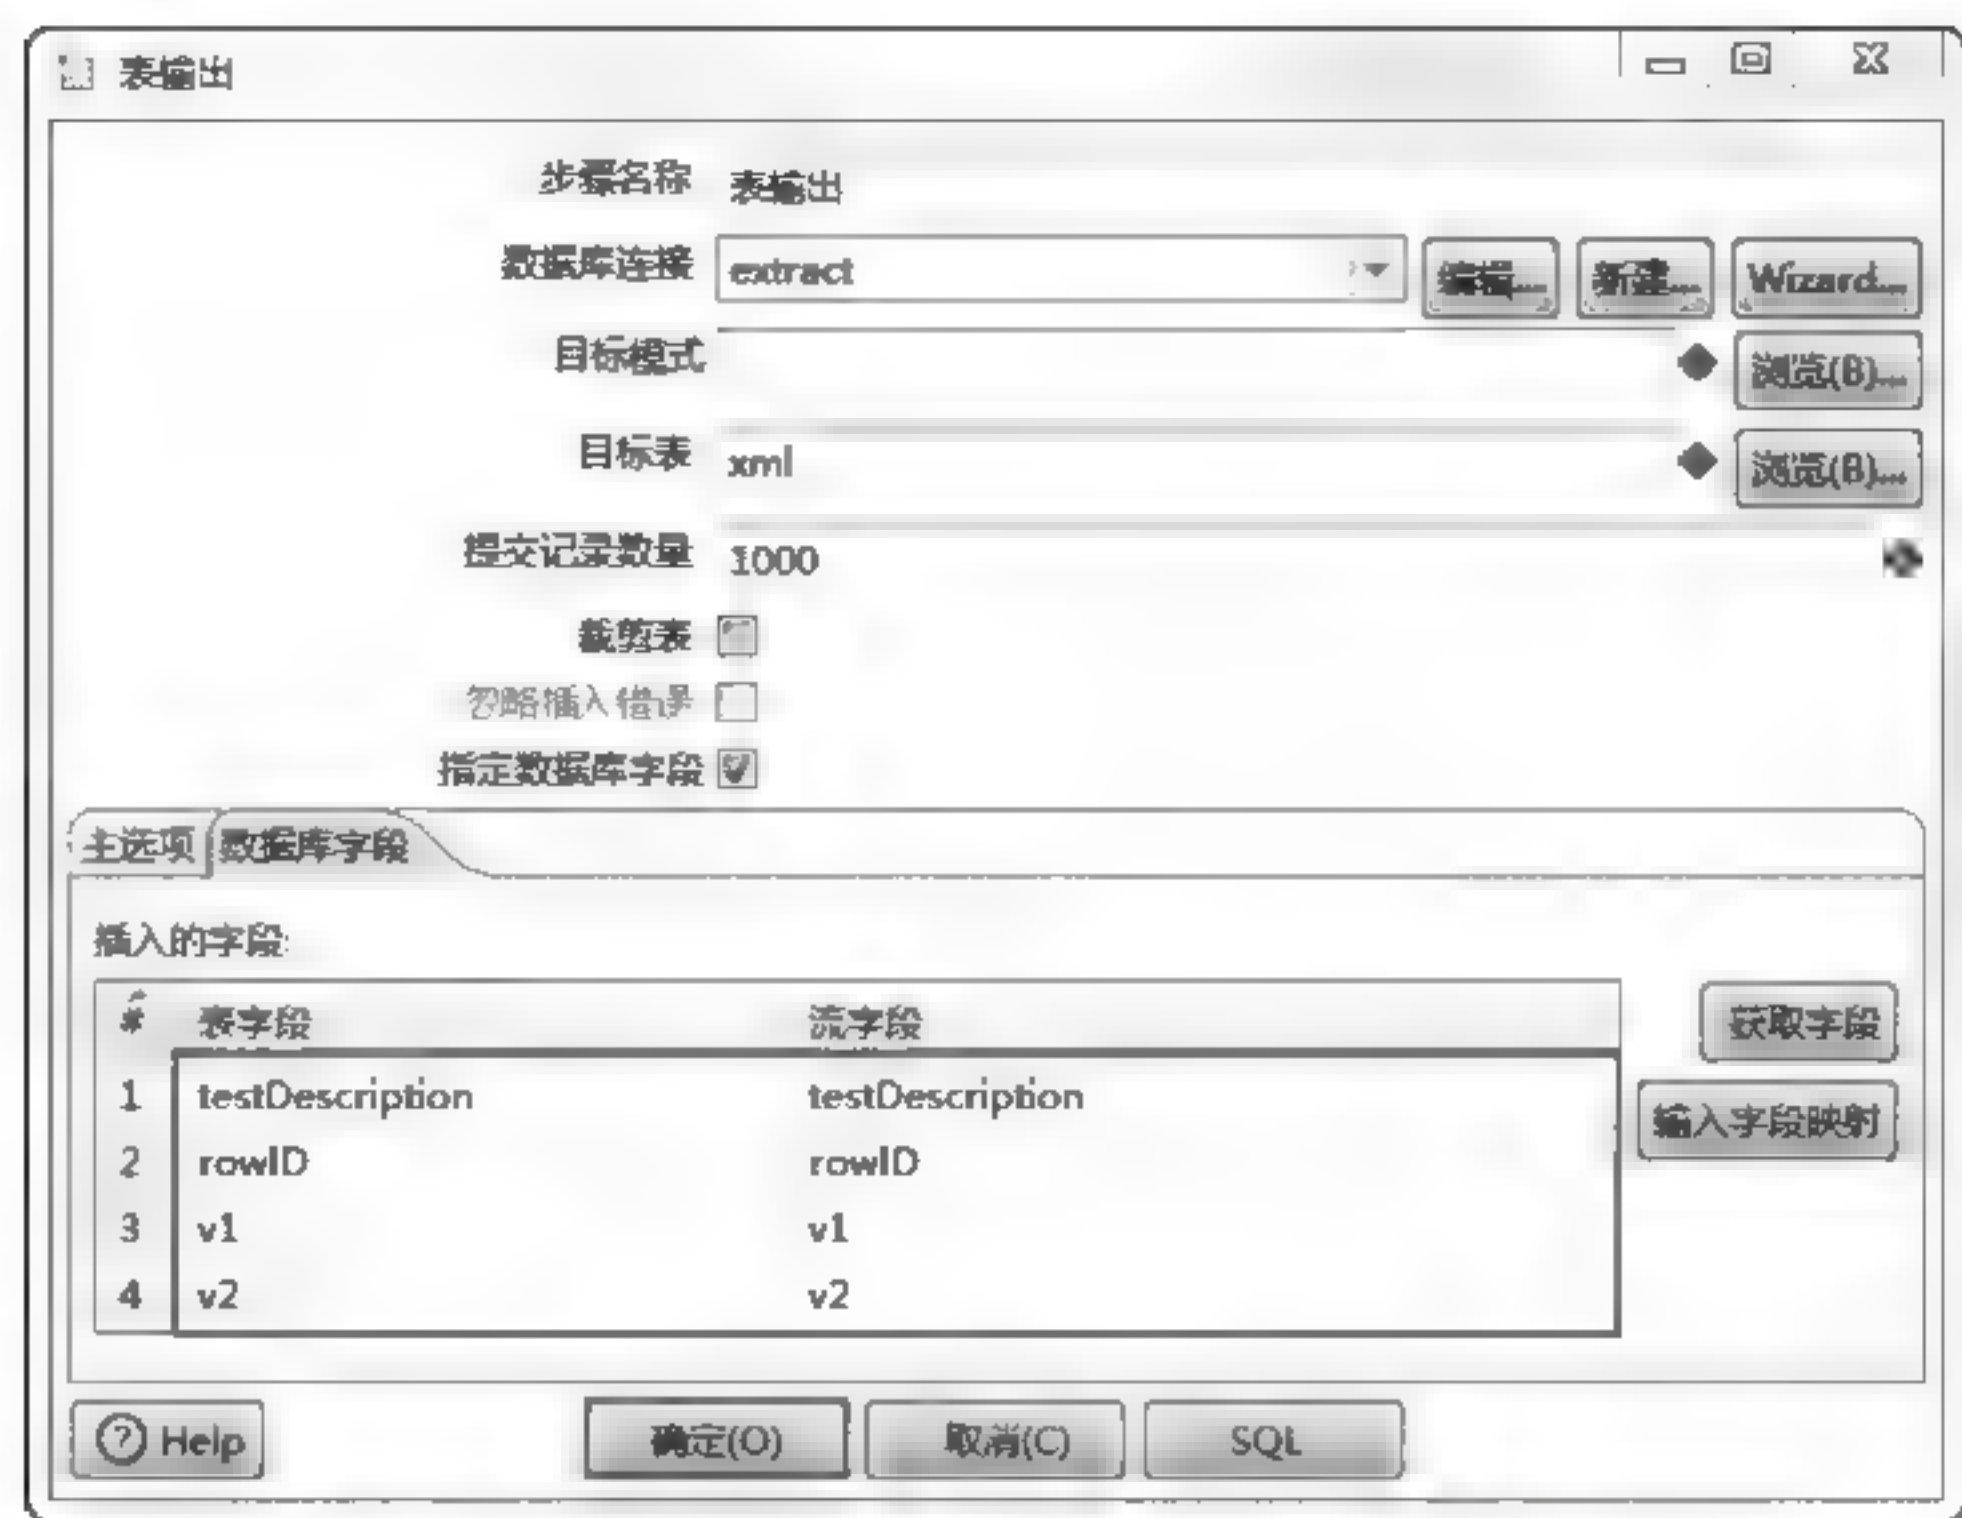 表输出
步骤名称 表输出
数据库连接 extract 编辑... 新建... Wizard...
目标模式 浏览(B)...
目标表 xml 浏览(B)...
提交记录数量 1000
裁剪表
忽略插入错误
指定数据库字段
主选项 数据库字段
插入的字段:
# 表字段 流字段 获取字段
1 testDescription testDescription 输入字段映射
2 rowID rowID
3 v1 v1
4 v2 v2
Help 确定(O) 取消(C) SQL